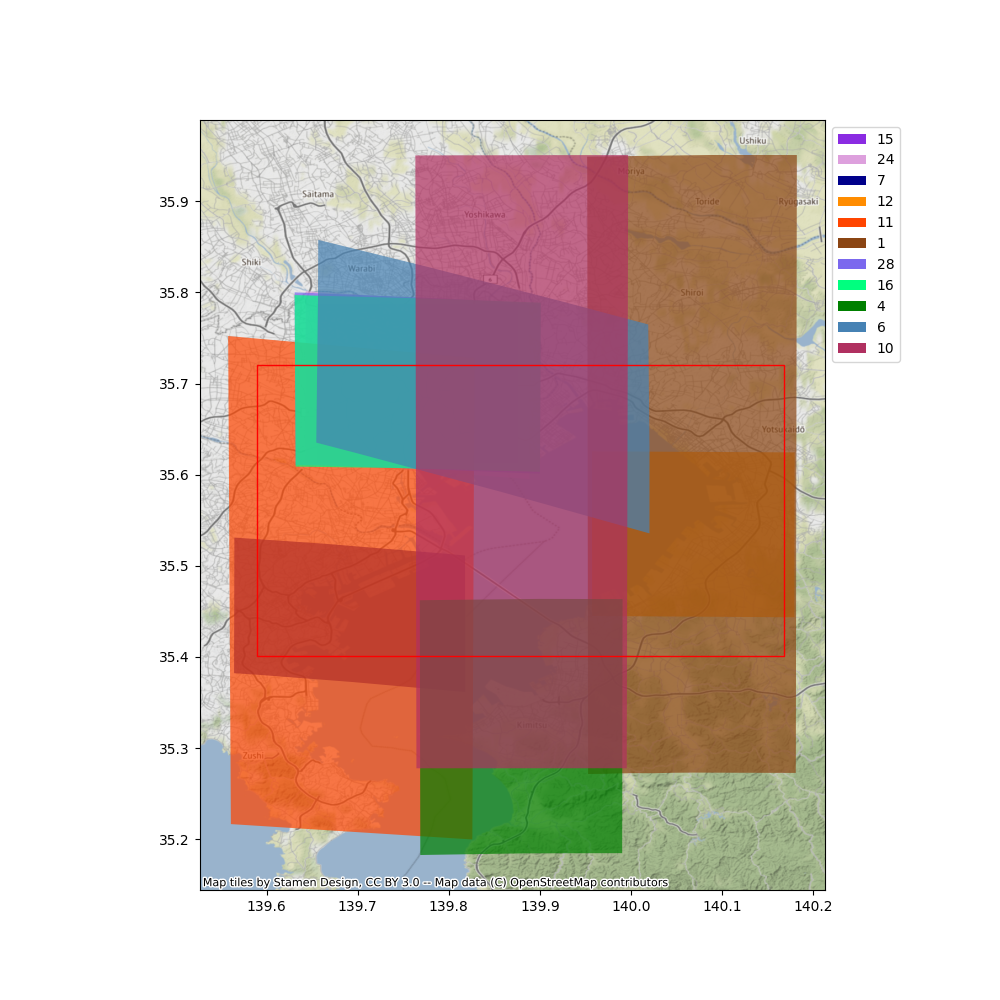 Ushiku
15
24
7
12
11
1
28
16
4
6
10
Saitama
Toride
Ryugasaki
Yoshikawa
Shiki
Warabi
Shiroi
Yotsukaido
Zushi
35.9
35.8
35.7
35.6
35.5
35.4
35.3
35.2
Map tiles by Stamen Design, CC BY 3.0 -- Map data (C) OpenStreetMap contributors
139.6 139.7 139.8 139.9 140.0 140.1 140.2